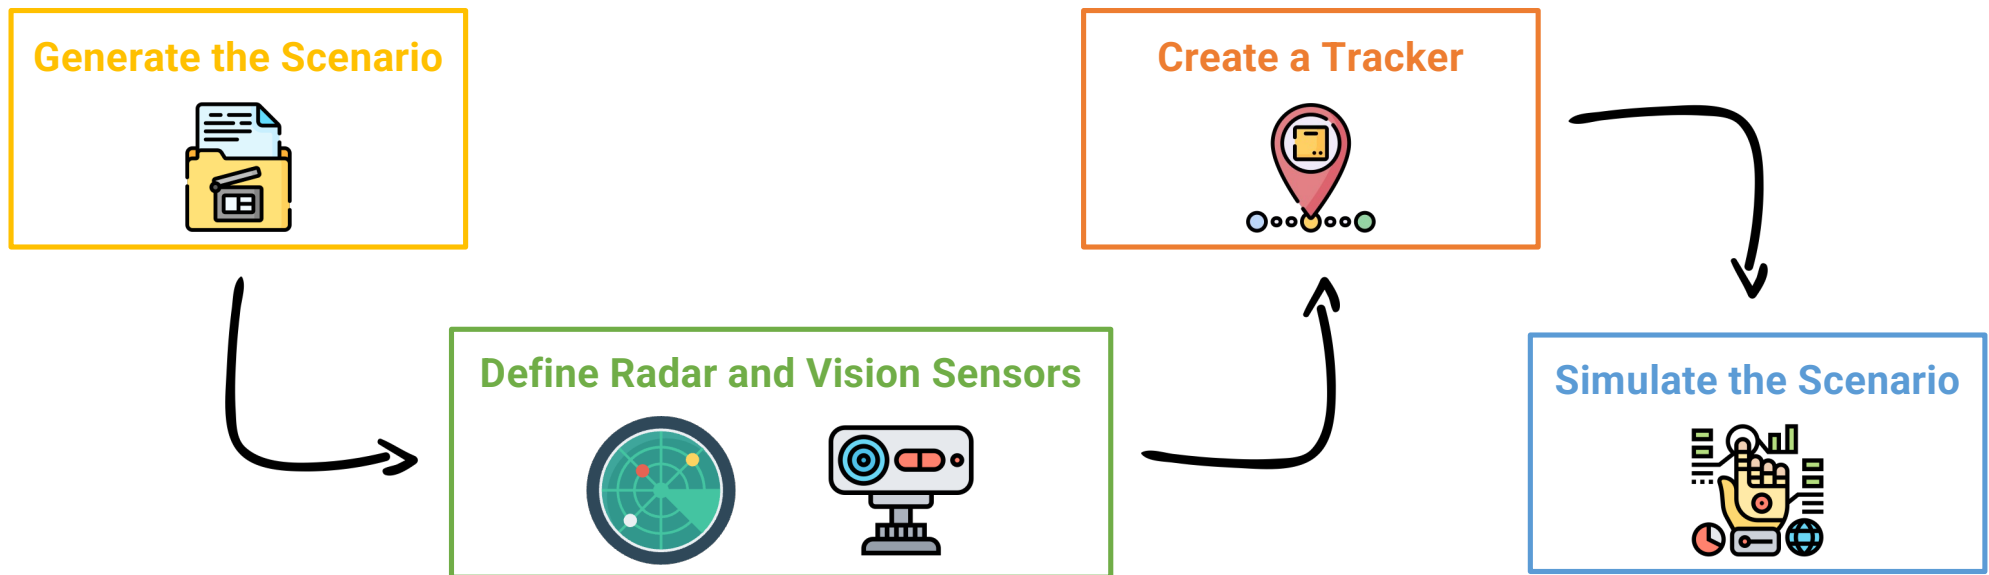 Generate the Scenario
Define Radar and Vision Sensors
Create a Tracker
Simulate the Scenario